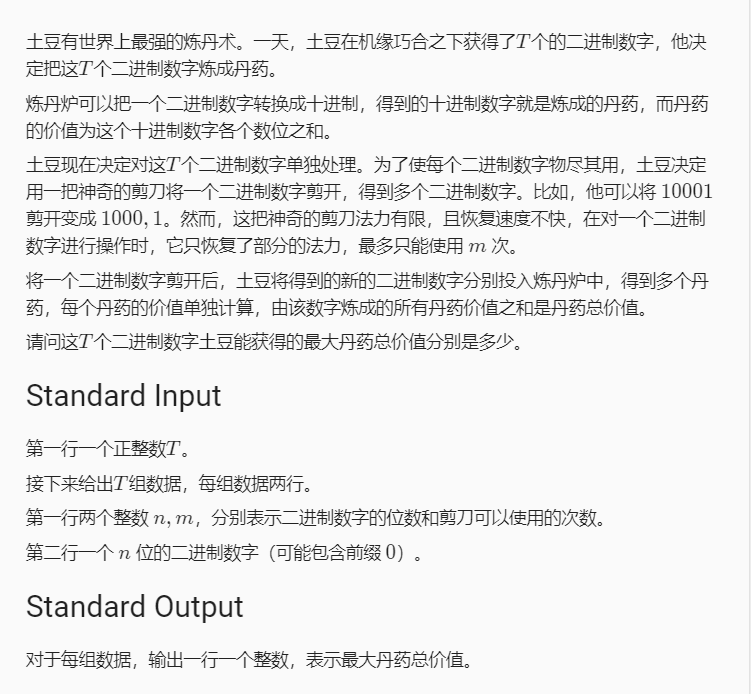 土豆有世界上最强的炼丹术。一天，土豆在机缘巧合之下获得了T个的二进制数字，他决
定把这T个二进制数字炼成丹药。
炼丹炉可以把一个二进制数字转换成十进制，得到的十进制数字就是炼成的丹药，而丹药
的价值为这个十进制数字各个数位之和。
土豆现在决定对这T个二进制数字单独处理。为了使每个二进制数字物尽其用，土豆决定
用一把神奇的剪刀将一个二进制数字剪开，得到多个二进制数字。比如，他可以将 10001
剪开变成 1000, 1。然而，这把神奇的剪刀法力有限，且恢复速度不快，在对一个二进制
数字进行操作时，它只恢复了部分的法力，最多只能使用 m 次。
将一个二进制数字剪开后，土豆将得到的新的二进制数字分别投入炼丹炉中，得到多个丹
药，每个丹药的价值单独计算，由该数字炼成的所有丹药价值之和是丹药总价值。
请问这T个二进制数字土豆能获得的最大丹药总价值分别是多少。
Standard Input
第一行一个正整数T。
接下来给出T组数据，每组数据两行。
第一行两个整数 n, m，分别表示二进制数字的位数和剪刀可以使用的次数。
第二行一个 n 位的二进制数字（可能包含前缀 0）。
Standard Output
对于每组数据，输出一行一个整数，表示最大丹药总价值。